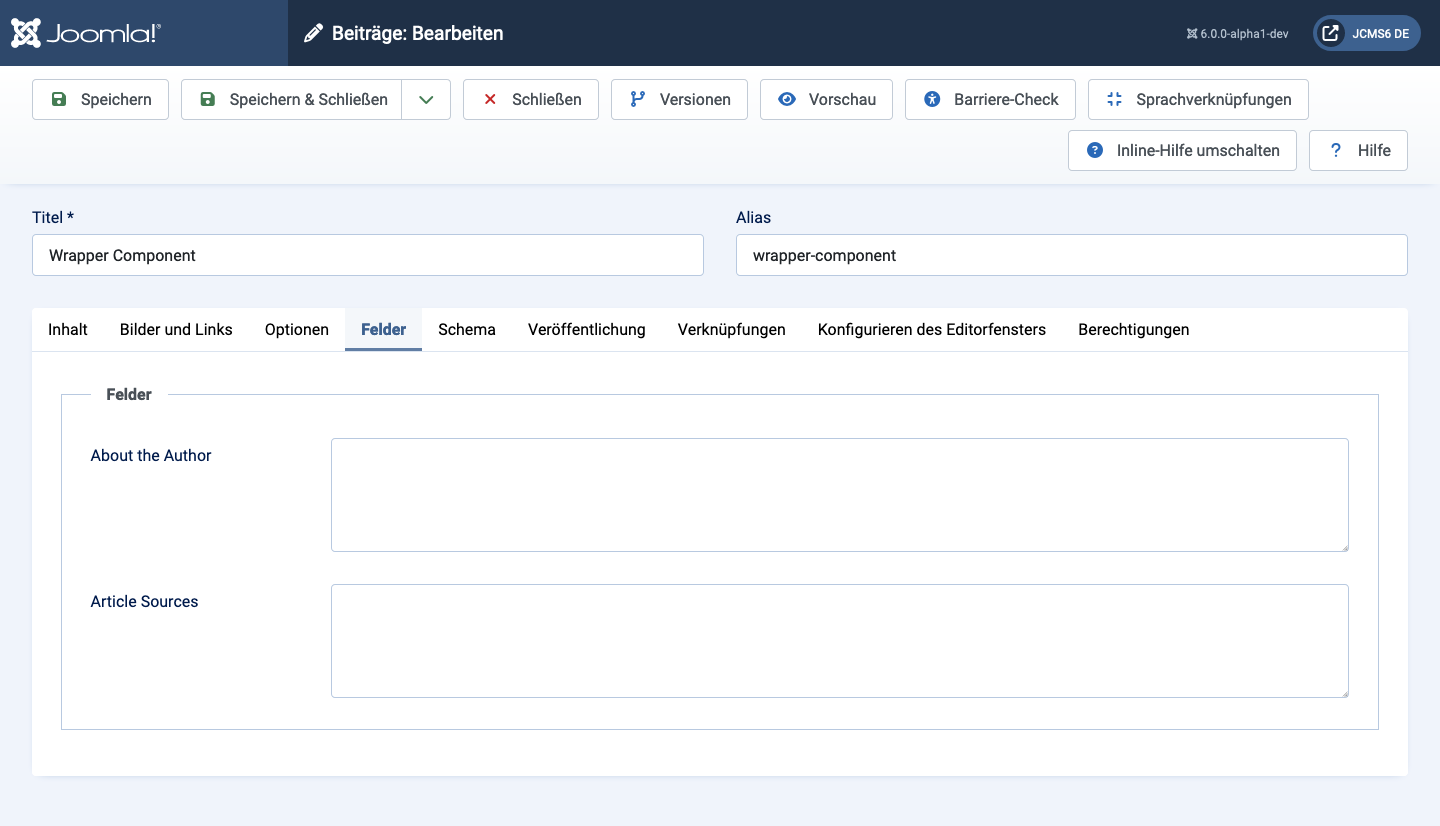 Joomla!® Beiträge: Bearbeiten 6.0.0-alpha1-dev JCMS6 DE
Speichern Speichern & Schließen Schließen Versionen Vorschau Barriere-Check Sprachverknüpfungen
Inline-Hilfe umschalten ? Hilfe
Titel * Alias
Wrapper Component wrapper-component
Inhalt Bilder und Links Optionen Felder Schema Veröffentlichung Verknüpfungen Konfigurieren des Editorfensters Berechtigungen
Felder
About the Author
Article Sources